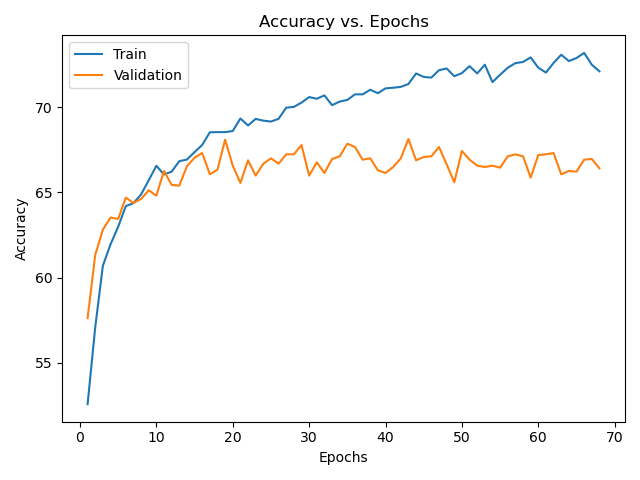 Accuracy vs. Epochs
Train
Validation
Accuracy
70
65
60
55
0 10 20 30 40 50 60 70
Epochs